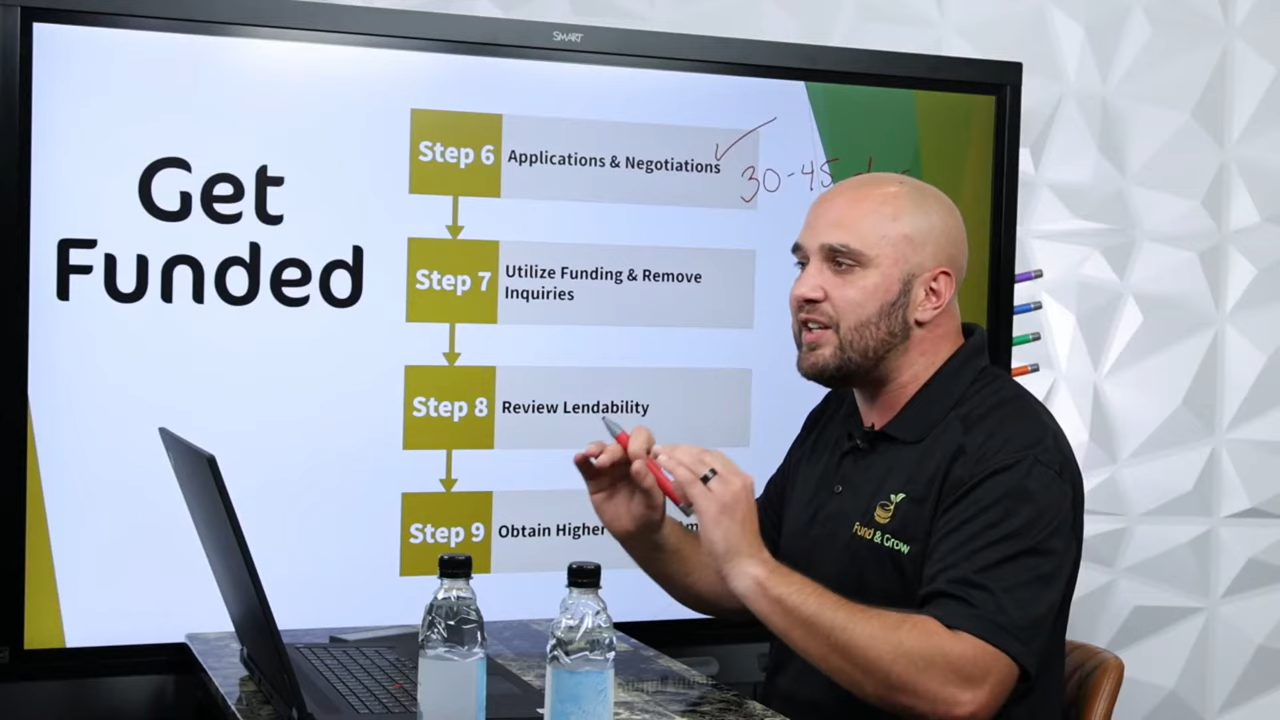 SMART
Get
Funded
Step 6
Applications & Negotiations
30-45
Step 7
Utilize Funding & Remove
Inquiries
Step 8
Review Lendability
Step 9
Obtain Higher
Fund & Grow